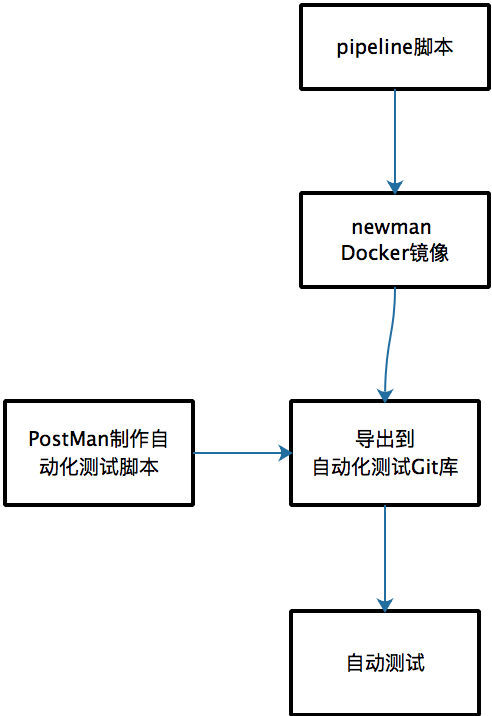 pipeline脚本
newman
Docker镜像
PostMan制作自
动化测试脚本
导出到
自动化测试Git库
自动测试